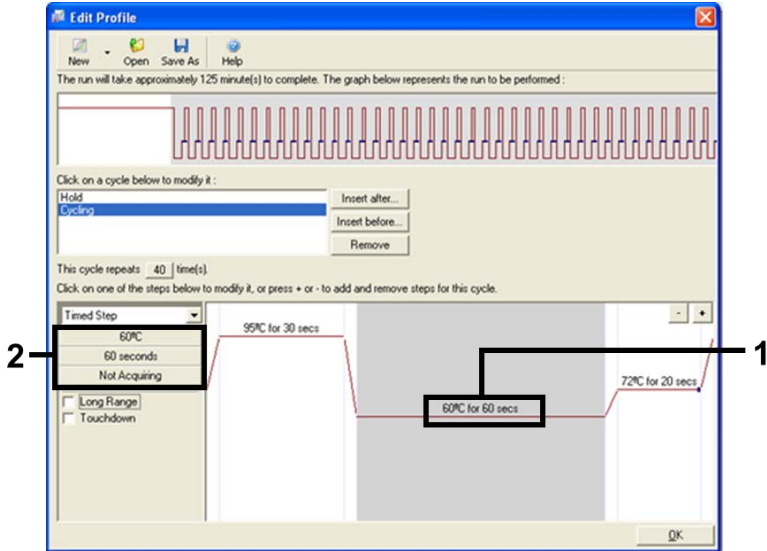 Edit Profile
New Open Save As Help
The run will take approximately 125 minute(s) to complete. The graph below represents the run to be performed :
Click on a cycle below to modify it :
Hold
Cycling
Insert after...
Insert before...
Remove
This cycle repeats 40 time(s).
Click on one of the steps below to modify it, or press + or - to add and remove steps for this cycle.
Timed Step
- +
60ºC
60 seconds
Not Acquiring
Long Range
Touchdown
95ºC for 30 secs
60ºC for 60 secs
72ºC for 20 secs
OK
2
1